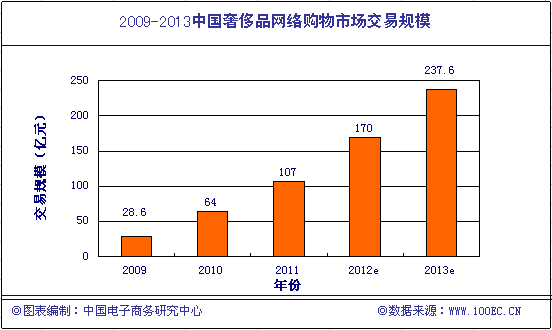 2009-2013中国奢侈品网络购物市场交易规模
交易规模（亿元）
250
200
150
100
50
0
28.6
64
107
170
237.6
2009
2010
2011
2012e
2013e
年份
◎图表编制：中国电子商务研究中心
◎数据来源：WWW.100EC.CN